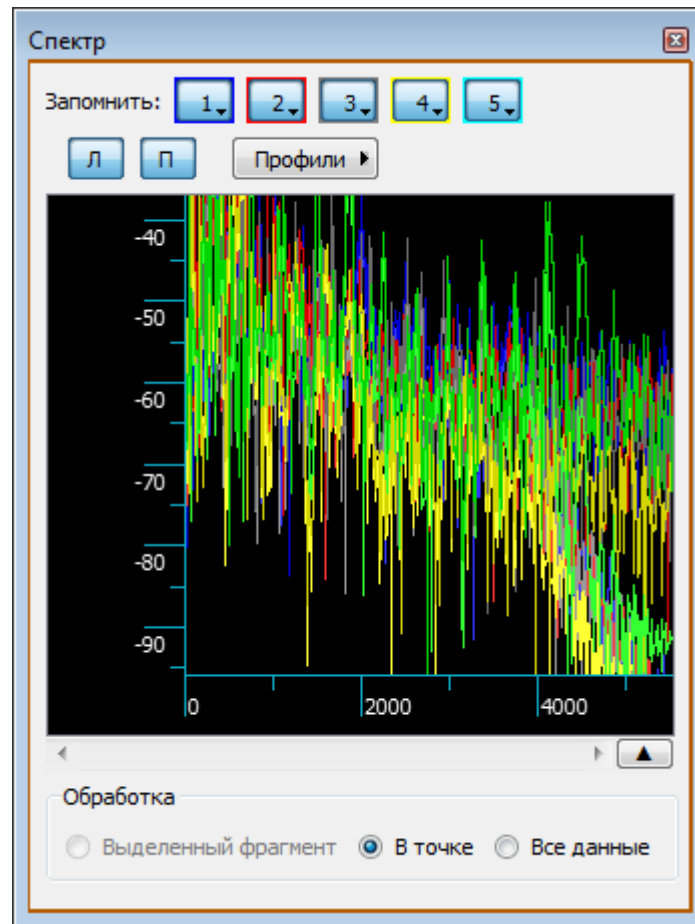 Спектр
Запомнить: 1 2 3 4 5
Л П Профили
-40
-50
-60
-70
-80
-90
0 2000 4000
Обработка
Выделенный фрагмент В точке Все данные